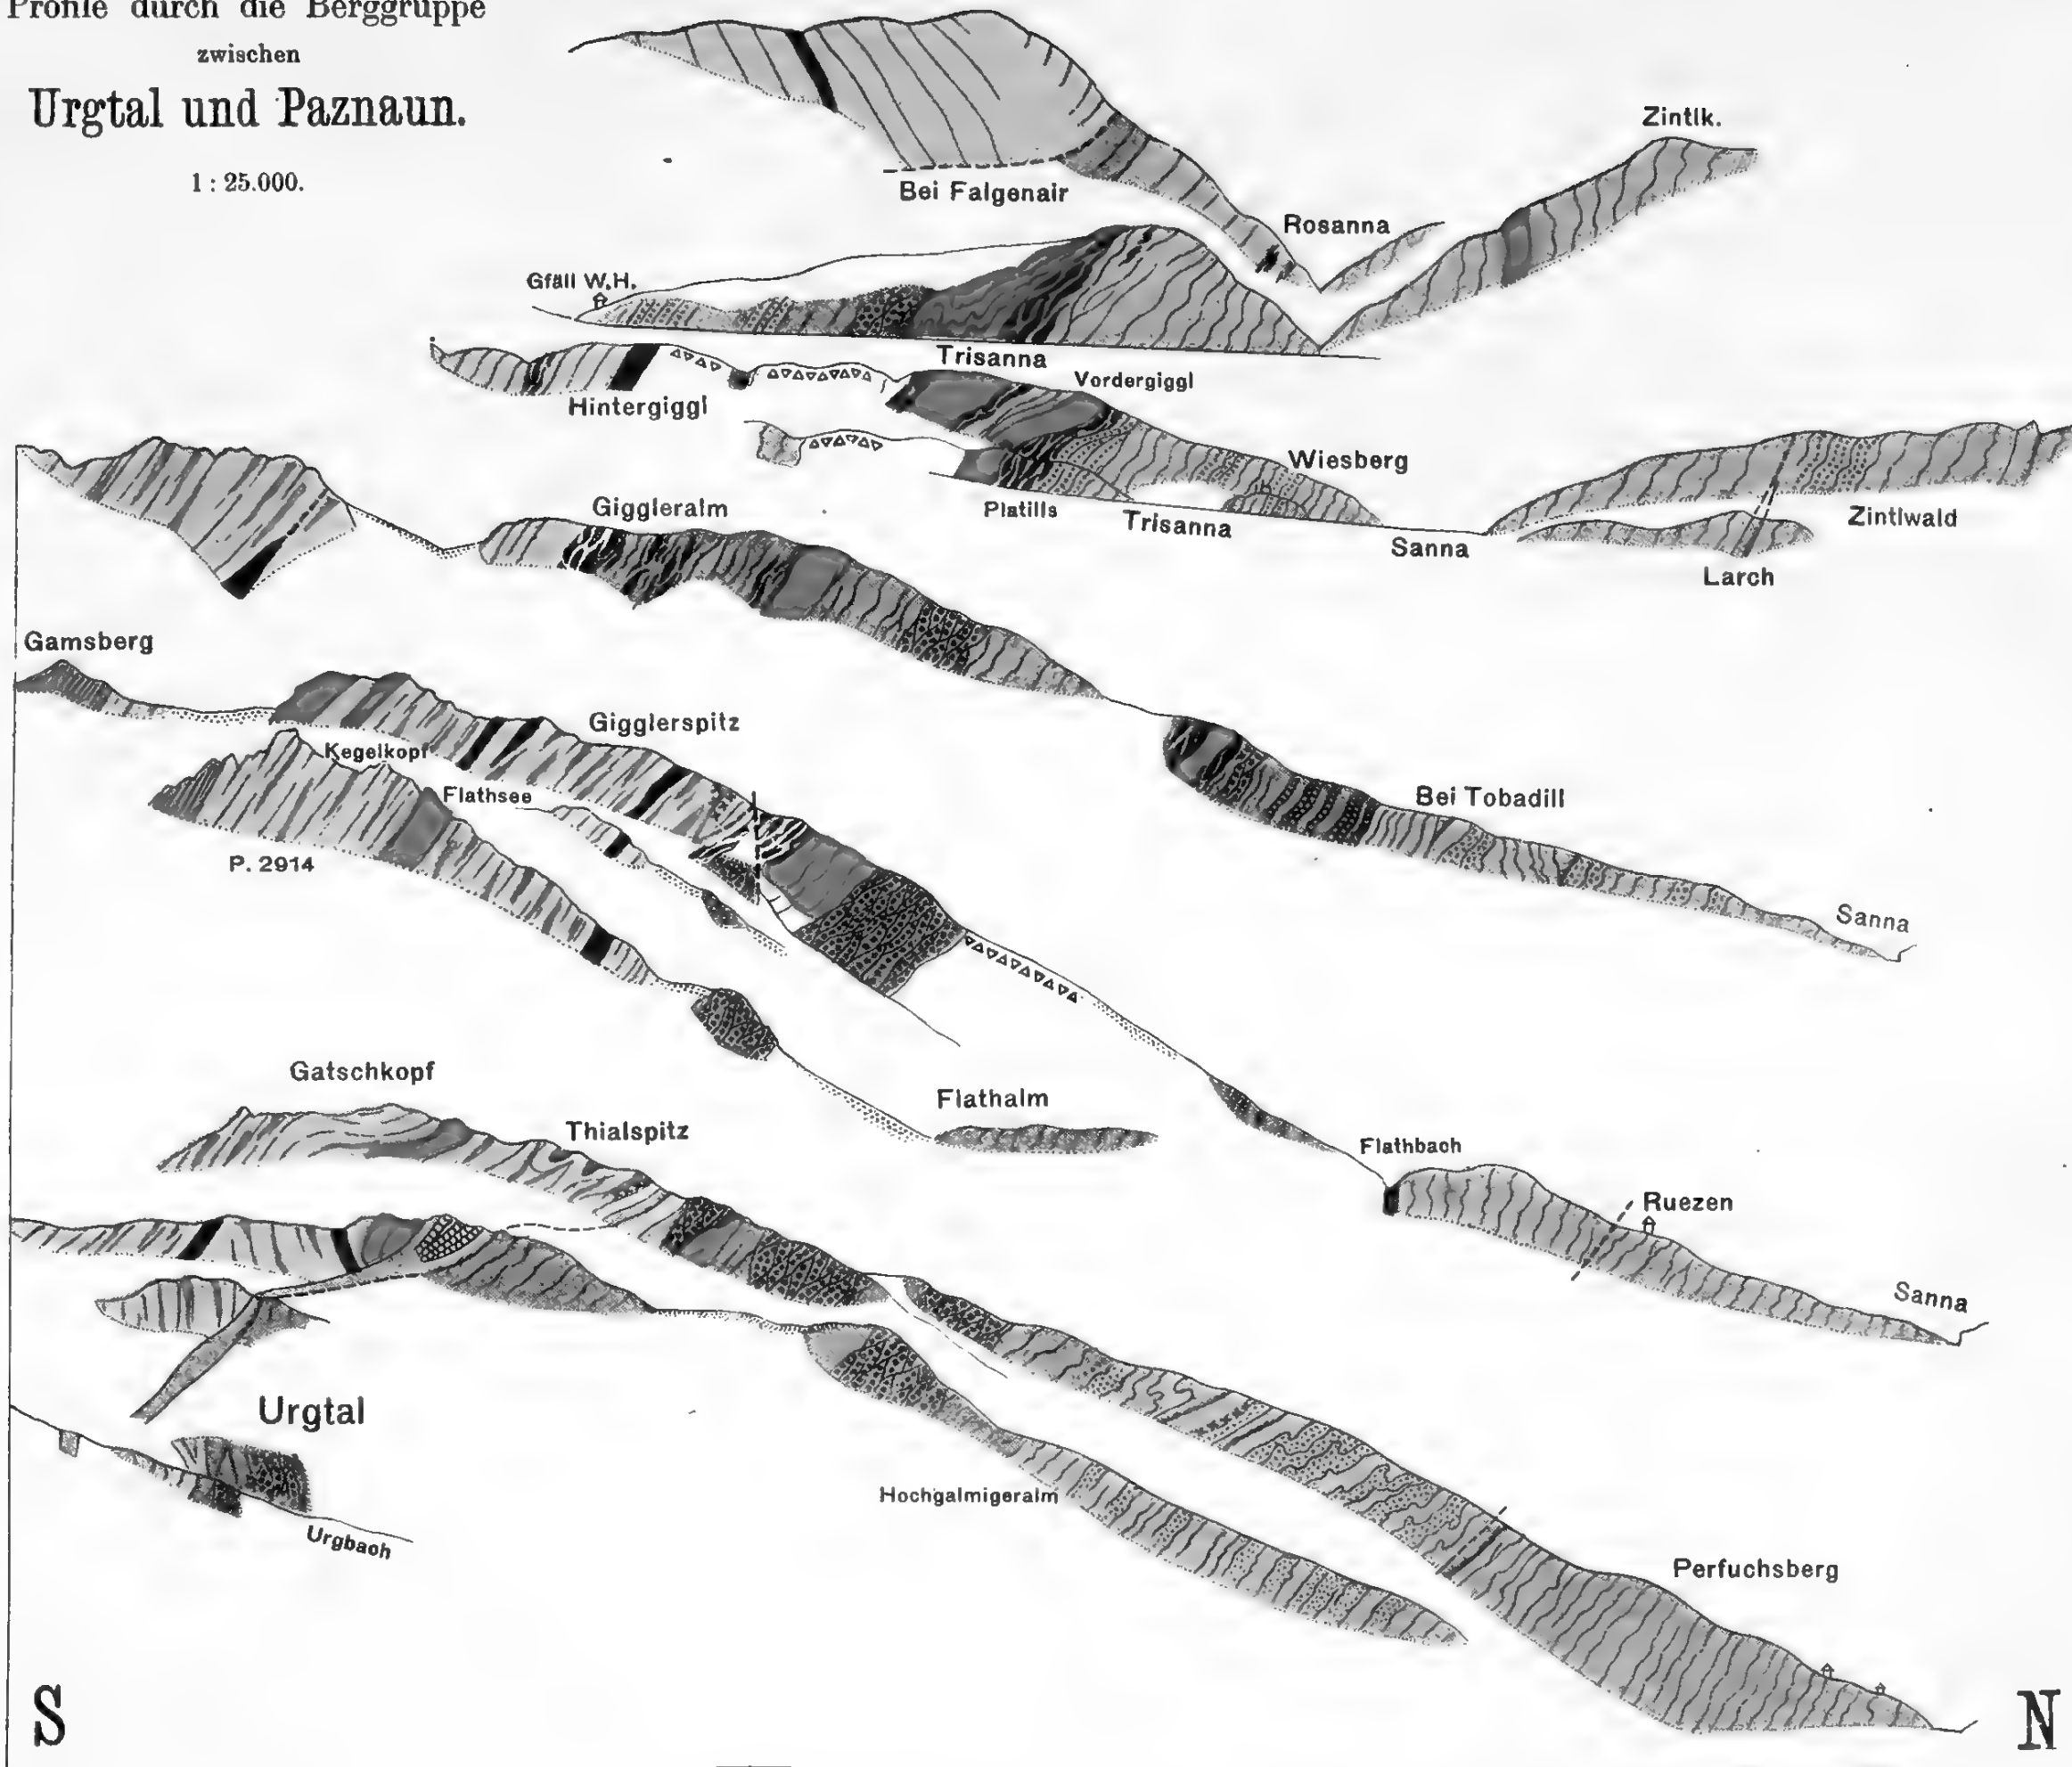 Profile durch die Berggruppe
zwischen
Urgtal und Paznaun.
1 : 25.000.
Zintlk.
Bei Falgenair
Rosanna
Gfäll W.H.
Trisanna
Vordergiggl
Hintergiggl
Wiesberg
Giggleralm
Platills
Trisanna
Zintlwald
Sanna
Larch
Gamsberg
Gigglerspitz
Kegelkopf
Flathsee
Bei Tobadill
P. 2914
Sanna
Gatschkopf
Flathalm
Thialspitz
Flathbach
Ruezen
Sanna
Urgtal
Hochgalmigeralm
Urgbach
Perfuchsberg
S
N